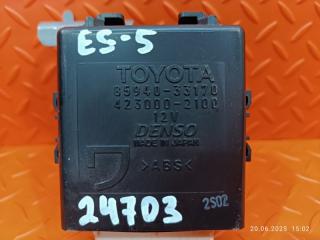 ES-5
TOYOTA
85940-33170
423000-2100
12V
DENSO
MADE IN JAPAN
>ABS<
24703
2S02
20.06.2025 15:02